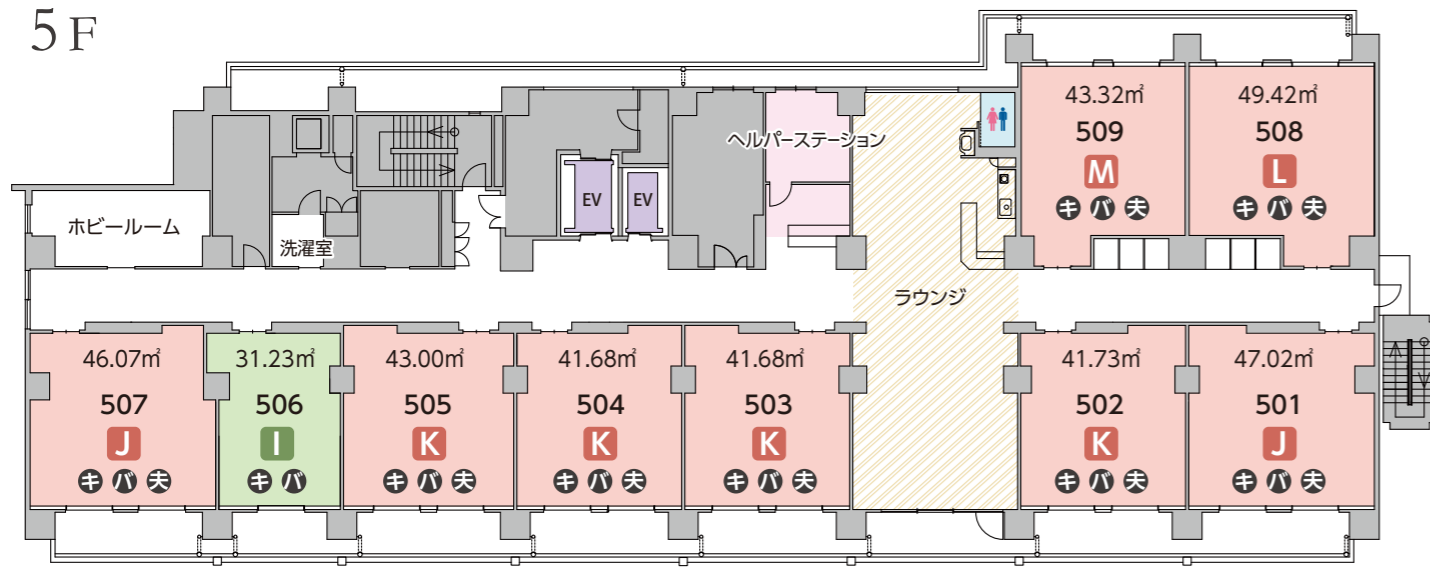 5F
43.32㎡
509
M
キ バ 夫
49.42㎡
508
L
キ バ 夫
ヘルパーステーション
EV
EV
ホビールーム
洗濯室
ラウンジ
46.07㎡
507
J
キ バ 夫
31.23㎡
506
I
キ バ
43.00㎡
505
K
キ バ 夫
41.68㎡
504
K
キ バ 夫
41.68㎡
503
K
キ バ 夫
41.73㎡
502
K
キ バ 夫
47.02㎡
501
J
キ バ 夫